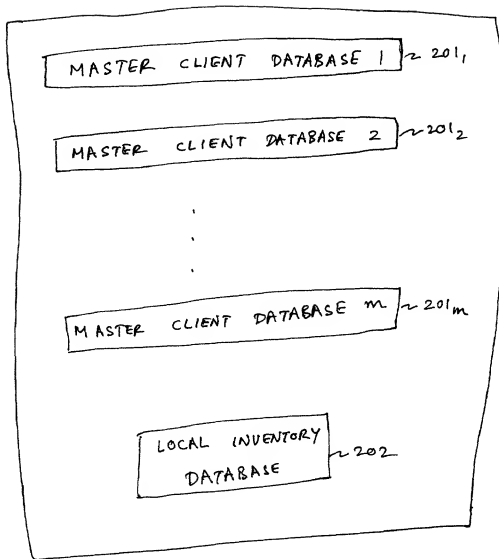 MASTER CLIENT DATABASE 1 ~ 201₁
MASTER CLIENT DATABASE 2 ~ 201₂
MASTER CLIENT DATABASE m ~ 201m
LOCAL INVENTORY
DATABASE ~ 202